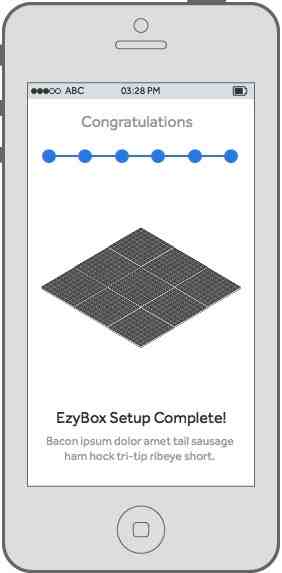 ABC 03:28 PM
Congratulations
EzyBox Setup Complete!
Bacon ipsum dolor amet tail sausage
ham hock tri-tip ribeye short.